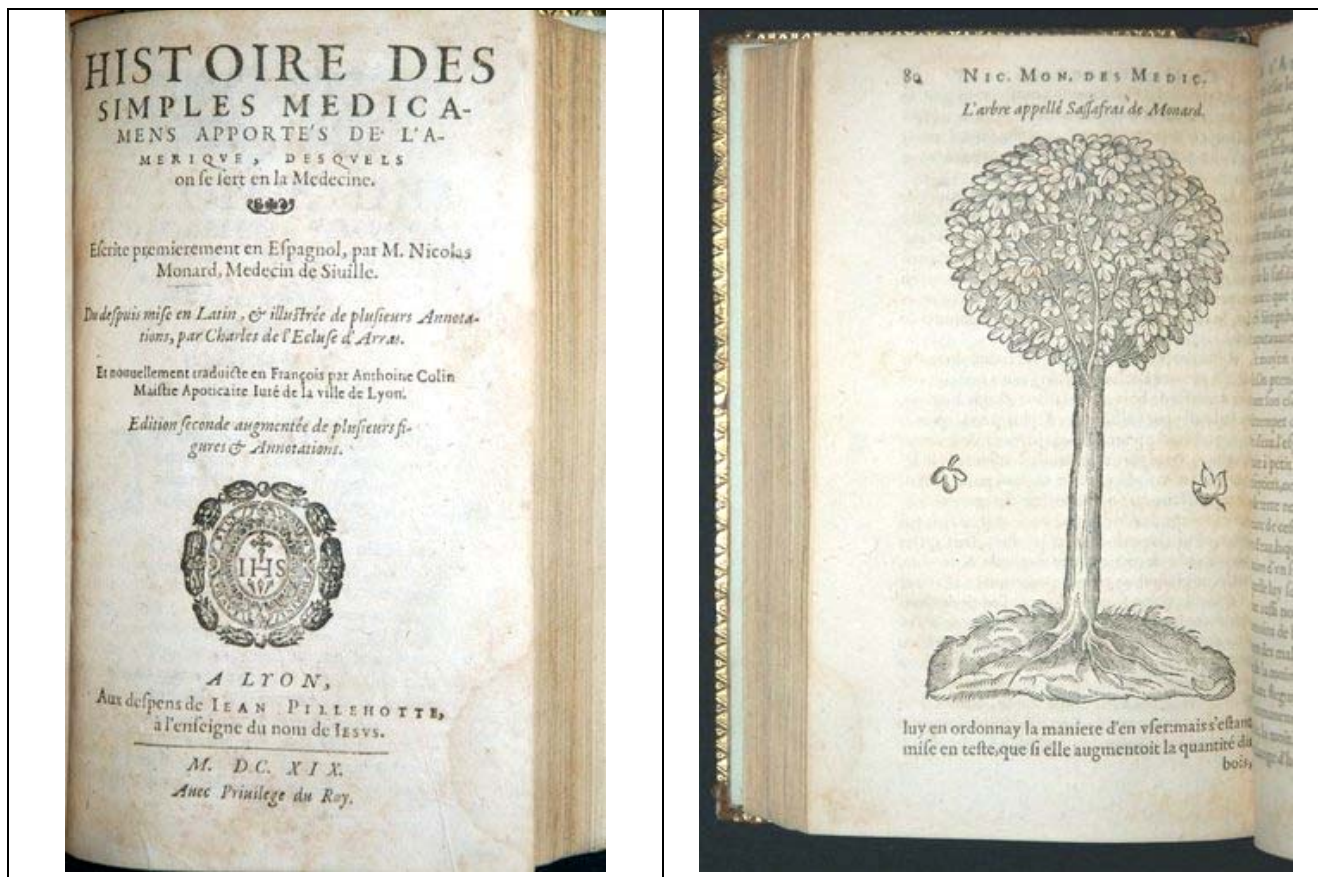 HISTOIRE DES
SIMPLES MEDICA-
MENS APPORTE'S DE L'A-
MERIQVE, DESQVELS
on se sert en la Medecine.
Escrite premierement en Espagnol, par M. Nicolas
Monard, Medecin de Siuille.
Du despuis mise en Latin, & illustrée de plusieurs Annota-
tions, par Charles de l'Ecluse d'Arras.
Et nouuellement traduicte en François par Anthoine Colin
Maistre Apoticaire Iuré de la ville de Lyon.
Edition seconde augmentée de plusieurs fi-
gures & Annotations.
IHS
A LYON,
Aux despens de IEAN PILLEHOTTE,
à l'enseigne du nom de IESVS.
M. DC. XIX.
Auec Priuilege du Roy.
80 NIC. MON. DES MEDIC.
L'arbre appellé Sassafras de Monard.
luy en ordonnay la maniere d'en vser: mais s'estant
mise en teste, que si elle augmentoit la quantité du
bois,